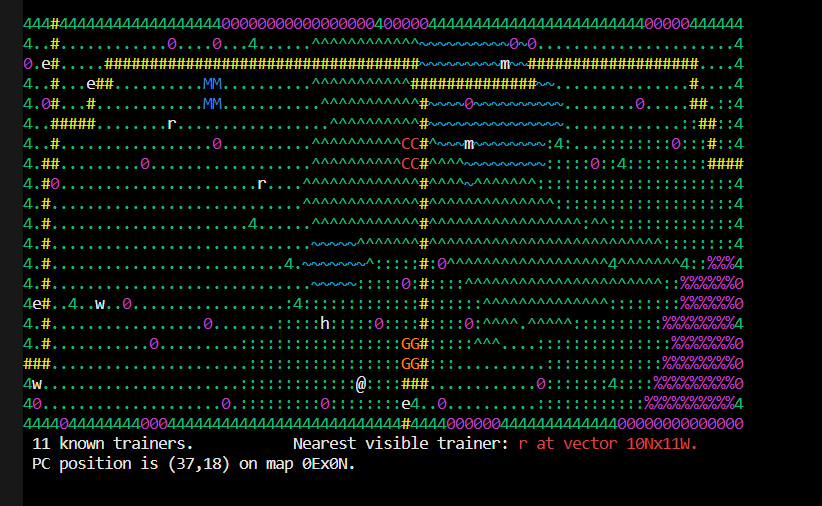 444#4444444444444444440000000000000000040000044444444444444444444444400000444444
4..#............0....0...4......^^^^^^^^^^^^~~~~~~~~~~0~0......................4
0.e#.....###################################~~~~~~~~~m~~###################....4
4..#...e##..........MM..........^^^^^^^^^^^##############~~...............#....4
4.0#...#............MM...........^^^^^^^^^^^#~~~~0~~~~~~~~~~........0.....##.::4
4..#####........r.................^^^^^^^^^^#~~~~~~~~~~~~~~~.............::##::4
4..#.................0..........^^^^^^^^^^CC#^~~~m~~~~~~~~:4....::::::::0:::#::4
4.##.........0..................^^^^^^^^^^CC#^^^^~~~~~~~~~:::::0::4:::::::::####
4.#0......................r....^^^^^^^^^^^^^#^^^^~^^^^^^^::::::::::::::::::::::4
4.#............................^^^^^^^^^^^^^#^^^^^^^^^^^^^^::::::::::::::::::::4
4.#......................4......^^^^^^^^^^^^#^^^^^^^^^^^^^^^^^:^^::::::::::::::4
4.#.............................~~~~~^^^^^^^#^^^^^^^^^^^^^^^^^^^^^^^^^^::::::::4
4.#..........................4.~~~~~~~^:::::#:0^^^^^^^^^^^^^^^^^^4^^^^^^^4::%%%4
4.#.............................~~~~~:::::0:#::::^^^^^^^^^^^^^^^^^^^^^^::%%%%%%0
4e#..4..w..0.................:4:::::::::::::#::::::^^^^^^^^^^^^^^::::::::%%%%%%0
4.#.................0.......:::::h:::::0::::#::::0:^^^^.^^^^^::::::::::%%%%%%%%4
4.#...........0.........::::::::::::::::::GG#:::::^^^....:::::::::::::::%%%%%%%0
###.....................::::::::::::::::::GG#::::::.......:::::::::::::%%%%%%%%0
4w......................:::::::::::::@::::###............0:::::::4::::%%%%%%%%%0
40....................0.:::::::::0::::::::e4..0..........::::::::::::%%%%%%%%%%4
444404444444400044444444444444444444444444#4444000000444444444444400000000000000
11 known trainers.           Nearest visible trainer: r at vector 10Nx11W.
PC position is (37,18) on map 0Ex0N.